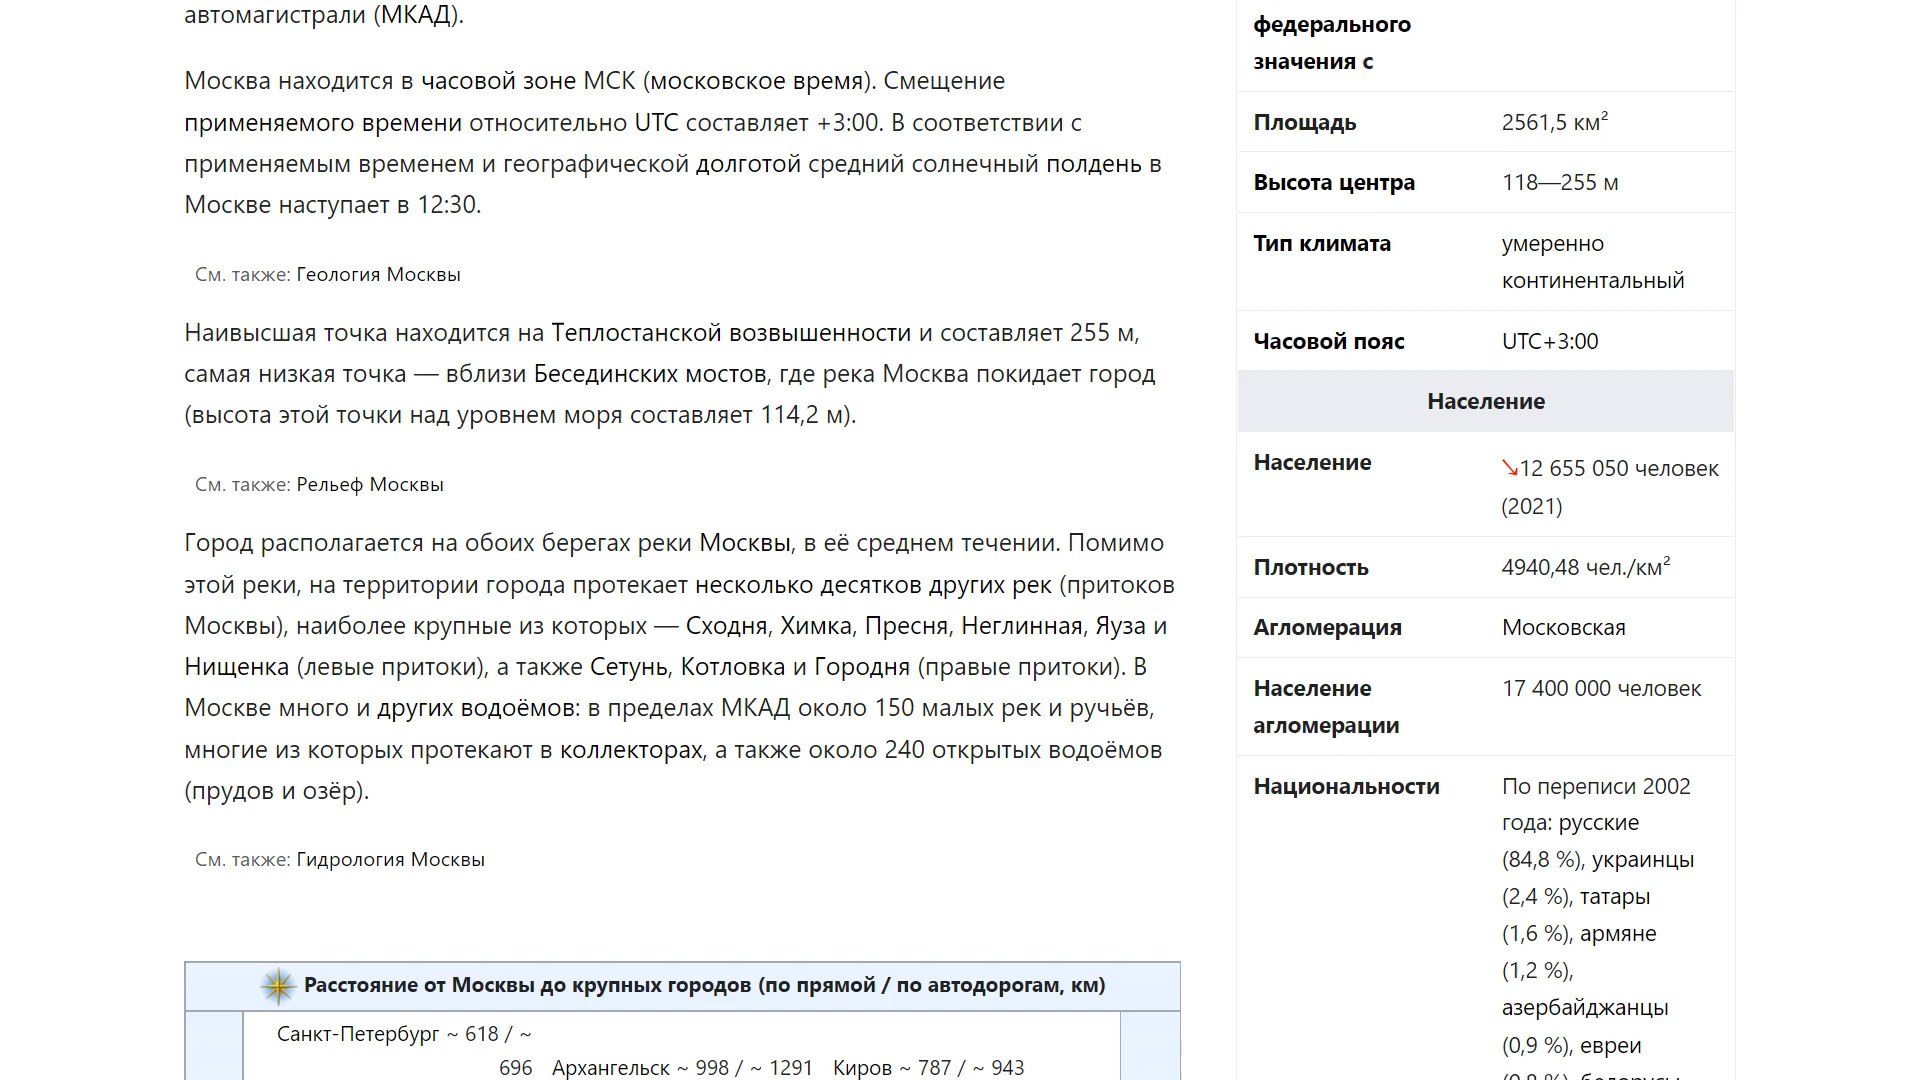 автомагистрали (МКАД).
Москва находится в часовой зоне МСК (московское время). Смещение
применяемого времени относительно UTC составляет +3:00. В соответствии с
применяемым временем и географической долготой средний солнечный полдень в
Москве наступает в 12:30.
См. также: Геология Москвы
Наивысшая точка находится на Теплостанской возвышенности и составляет 255 м,
самая низкая точка — вблизи Бесединских мостов, где река Москва покидает город
(высота этой точки над уровнем моря составляет 114,2 м).
См. также: Рельеф Москвы
Город располагается на обоих берегах реки Москвы, в её среднем течении. Помимо
этой реки, на территории города протекает несколько десятков других рек (притоков
Москвы), наиболее крупные из которых — Сходня, Химка, Пресня, Неглинная, Яуза и
Нищенка (левые притоки), а также Сетунь, Котловка и Городня (правые притоки). В
Москве много и других водоёмов: в пределах МКАД около 150 малых рек и ручьёв,
многие из которых протекают в коллекторах, а также около 240 открытых водоёмов
(прудов и озёр).
См. также: Гидрология Москвы
Расстояние от Москвы до крупных городов (по прямой / по автодорогам, км)
Санкт-Петербург ~ 618 / ~
696 Архангельск ~ 998 / ~ 1291 Киров ~ 787 / ~ 943
федерального
значения с
Площадь 2561,5 км²
Высота центра 118—255 м
Тип климата умеренно
континентальный
Часовой пояс UTC+3:00
Население
Население ↘12 655 050 человек
(2021)
Плотность 4940,48 чел./км²
Агломерация Московская
Население 17 400 000 человек
агломерации
Национальности По переписи 2002
года: русские
(84,8 %), украинцы
(2,4 %), татары
(1,6 %), армяне
(1,2 %),
азербайджанцы
(0,9 %), евреи
(0,8 %), белорусы